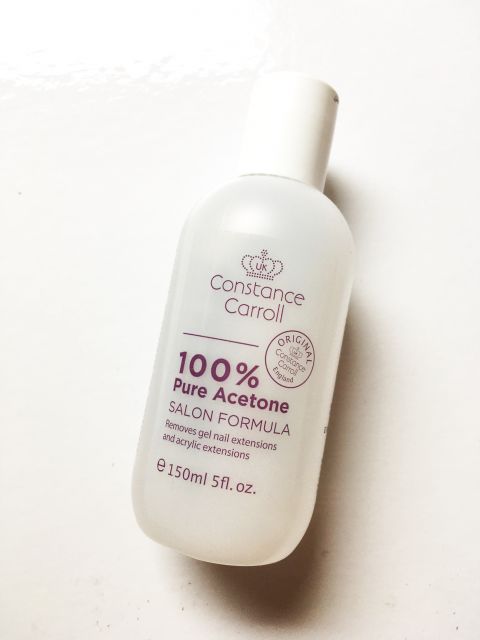 UK
Constance
Carroll
ORIGINAL
Constance
Carroll
England
100%
Pure Acetone
SALON FORMULA
Removes gel nail extensions
and acrylic extensions
℮150ml 5fl. oz.